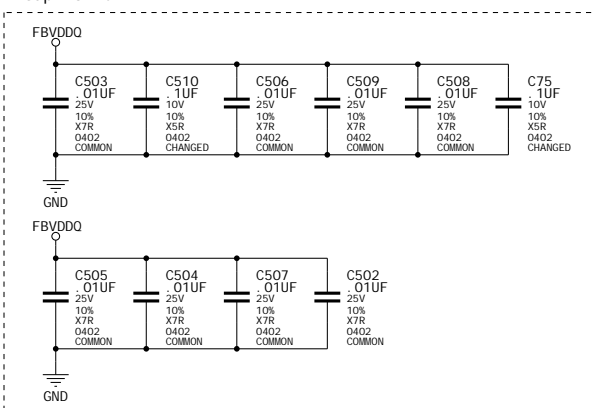 FBVDDQ
C503
.01UF
25V
10%
X7R
0402
COMMON
C510
.1UF
10V
10%
X5R
0402
CHANGED
C506
.01UF
25V
10%
X7R
0402
COMMON
C509
.01UF
25V
10%
X7R
0402
COMMON
C508
.01UF
25V
10%
X7R
0402
COMMON
C75
.1UF
10V
10%
X5R
0402
CHANGED
GND
FBVDDQ
C505
.01UF
25V
10%
X7R
0402
COMMON
C504
.01UF
25V
10%
X7R
0402
COMMON
C507
.01UF
25V
10%
X7R
0402
COMMON
C502
.01UF
25V
10%
X7R
0402
COMMON
GND